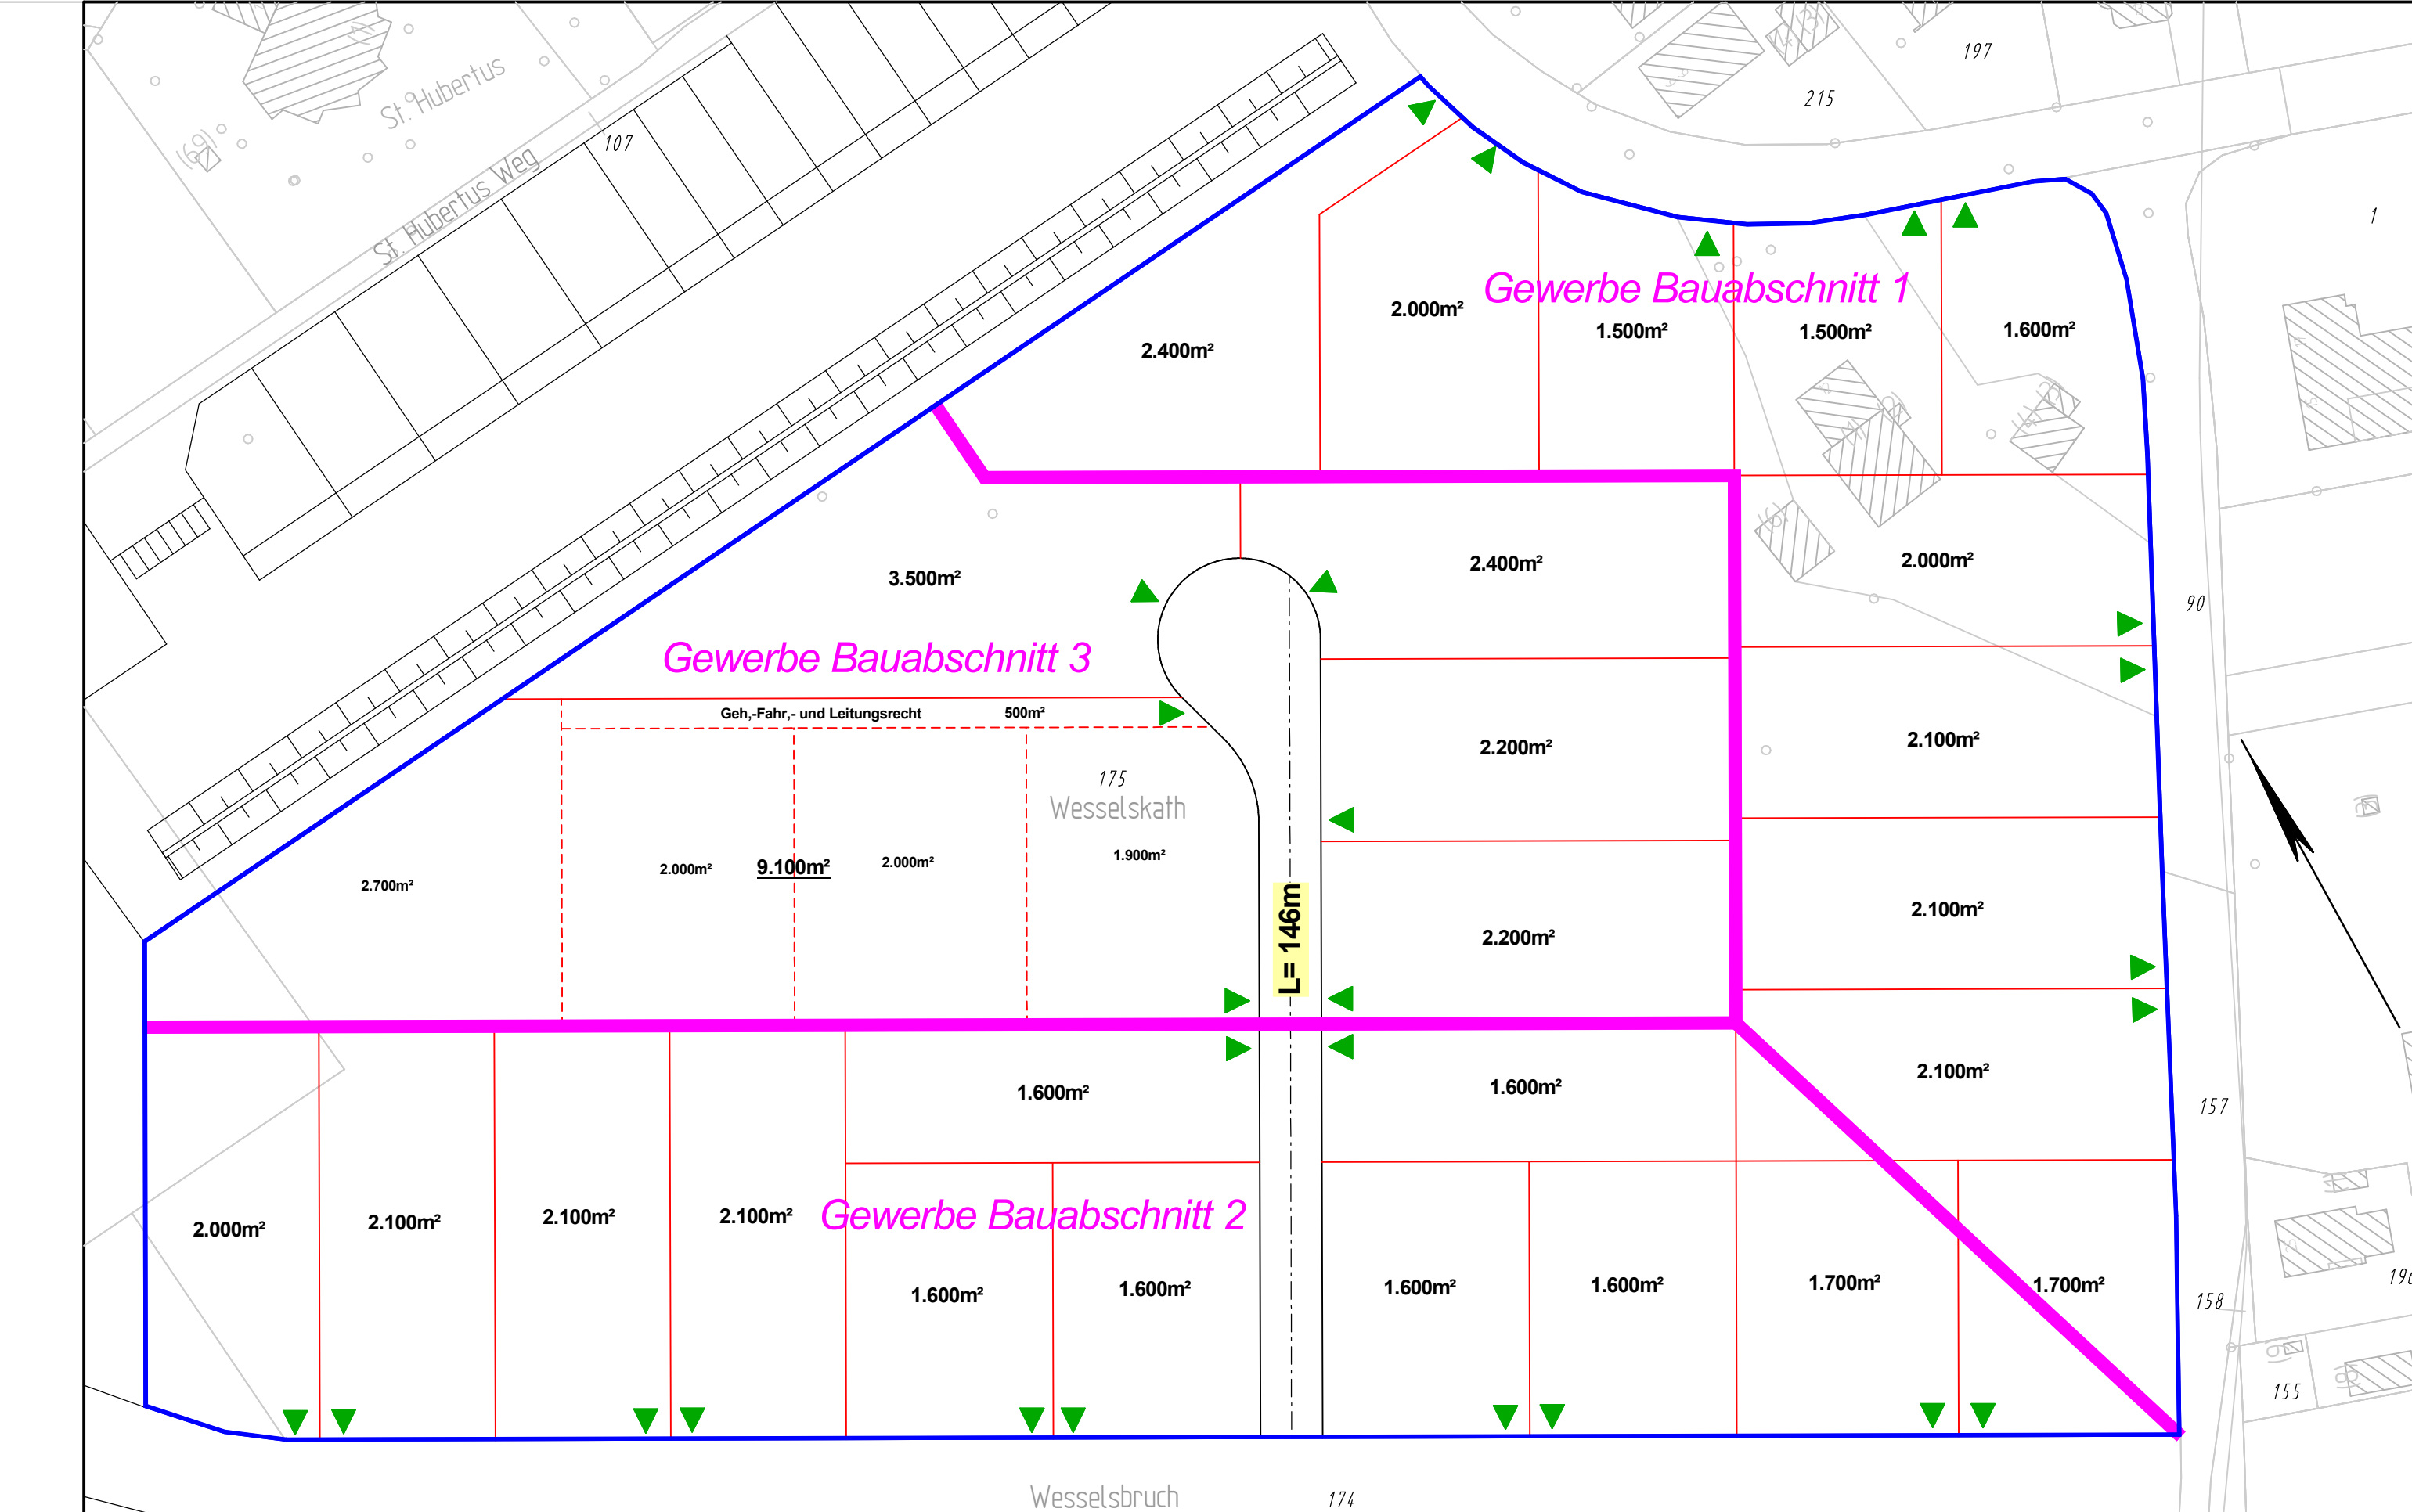 197
215
St. Hubertus
107
(69)
St. Hubertus Weg
1
Gewerbe Bauabschnitt 1
2.000m²
1.500m²
1.500m²
1.600m²
2.400m²
3.500m²
2.400m²
2.000m²
90
Gewerbe Bauabschnitt 3
Geh,-Fahr,- und Leitungsrecht 500m²
2.200m²
2.100m²
175
Wesselskath
2.700m²
2.000m²
9.100m²
2.000m²
1.900m²
L= 146m
2.200m²
2.100m²
1.600m²
1.600m²
2.100m²
157
2.000m²
2.100m²
2.100m²
2.100m²
Gewerbe Bauabschnitt 2
1.600m²
1.600m²
1.600m²
1.600m²
1.700m²
1.700m²
158
196
155
Wesselsbruch
174